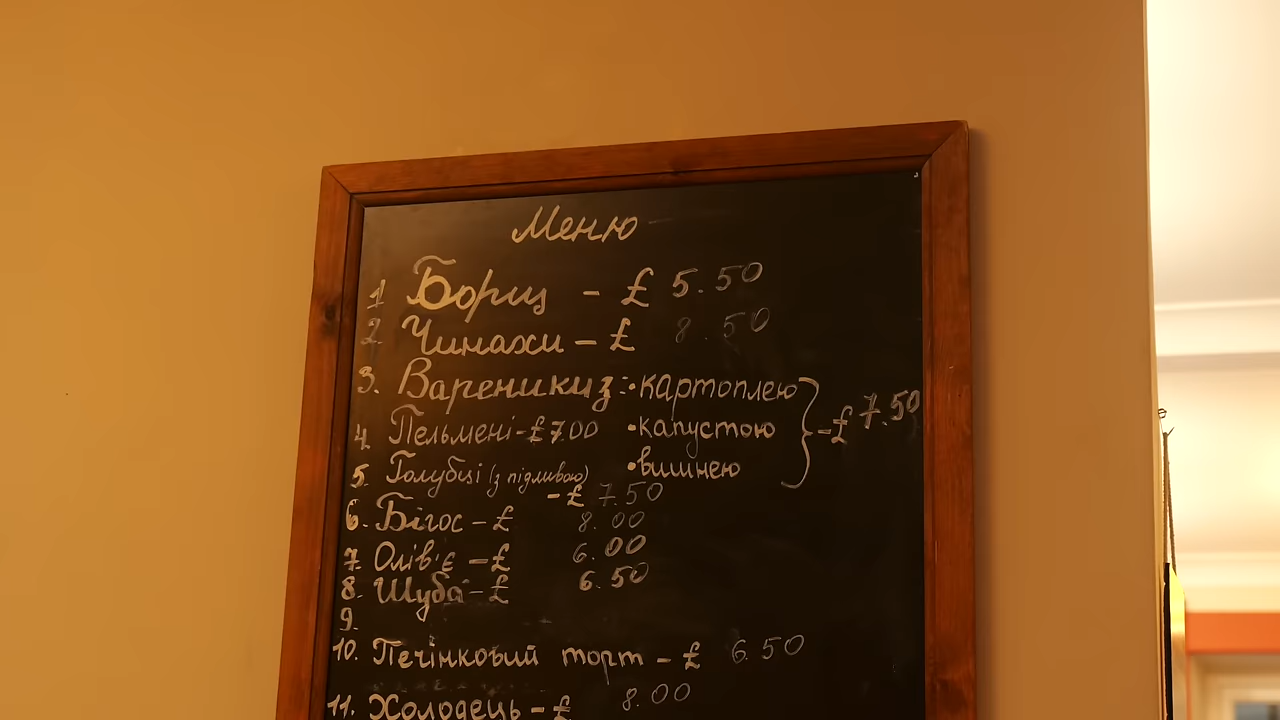 Меню
1 Борщ - £ 5.50
2. Чинахи - £ 8.50
3. Вареники з: • картоплею } - £ 7.50
4 Пельмені - £ 7.00 • капустою
5. Голубці (з підливою) • вишнею
- £ 7.50
6. Бігос - £ 8.00
7. Олів'є - £ 6.00
8. Шуба - £ 6.50
9.
10. Печінковий торт - £ 6.50
11. Холодець - £ 8.00